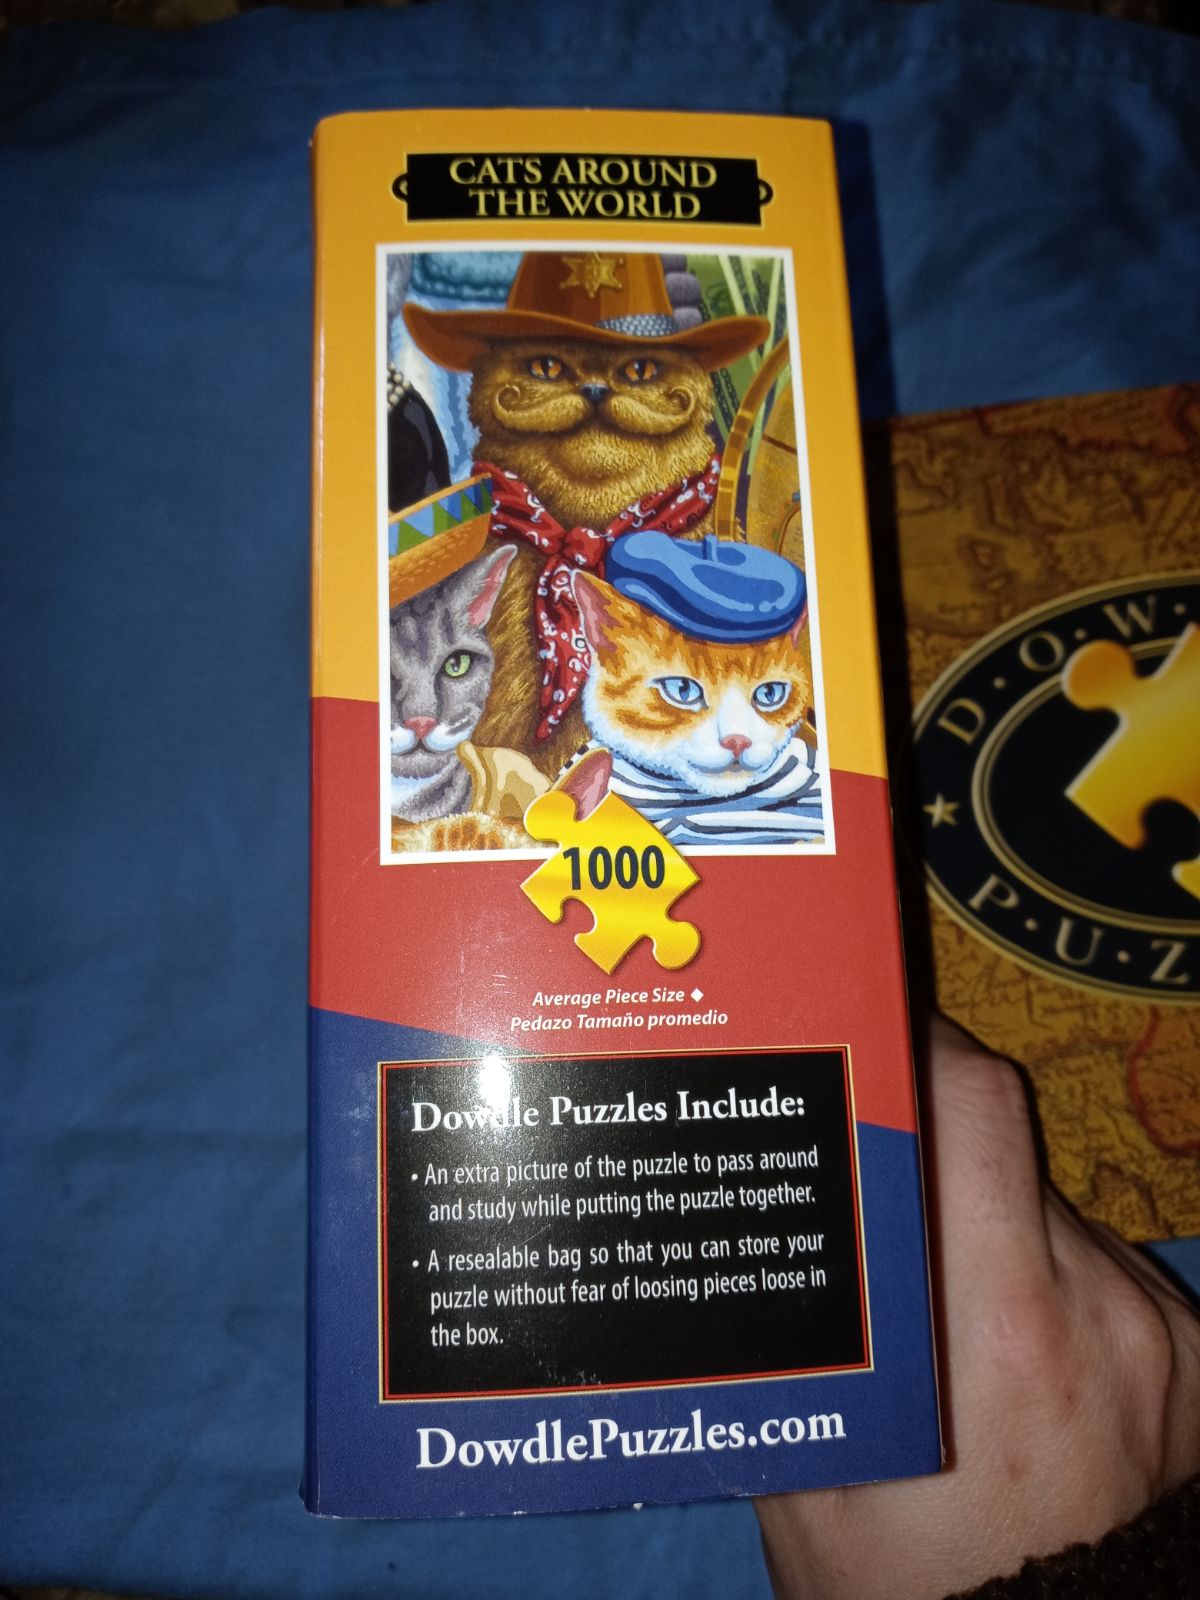 CATS AROUND
THE WORLD
1000
Average Piece Size ◆
Pedazo Tamaño promedio
Dowdle Puzzles Include:
• An extra picture of the puzzle to pass around
and study while putting the puzzle together.
• A resealable bag so that you can store your
puzzle without fear of loosing pieces loose in
the box.
DowdlePuzzles.com
D·O·W·
★ P·U·Z